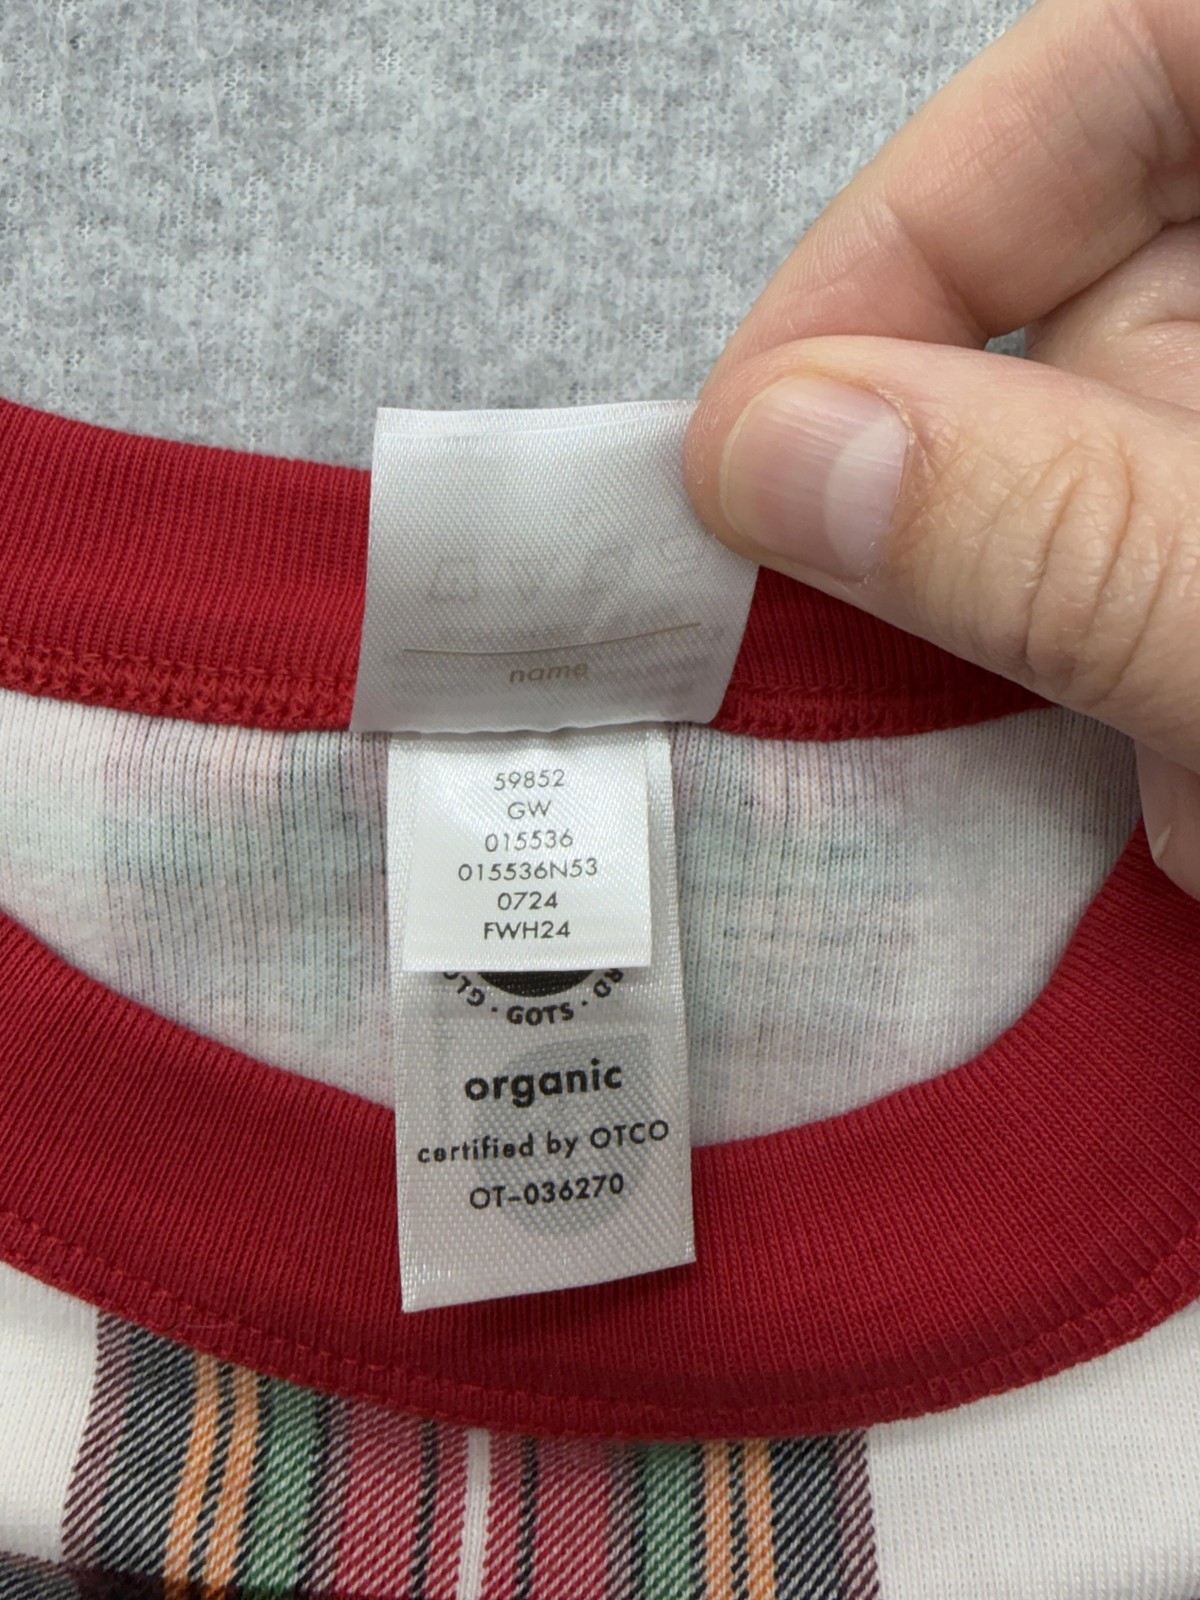 name
59852
GW
015536
015536N53
0724
FWH24
· GOTS ·
organic
certified by OTCO
OT-036270